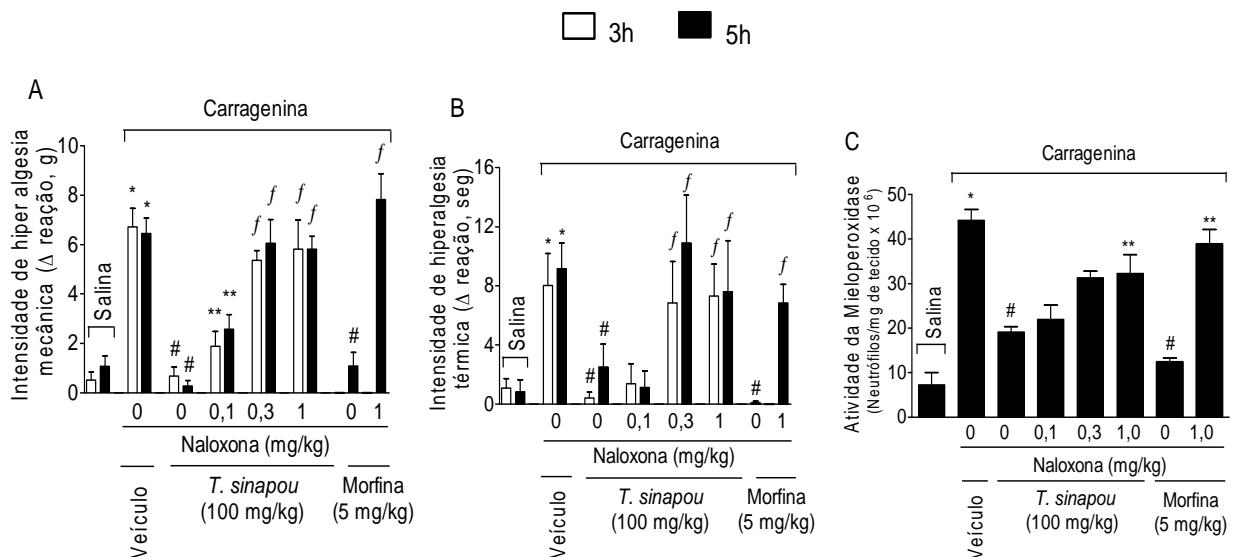 3h 5h
A
Carragenina
Intensidade de hiper algesia
mecânica (Δ reação, g)
10
8
6
4
2
0
Salina
* * # # ** ** f f f f # f
0 0 0,1 0,3 1 0 1
Naloxona (mg/kg)
Veículo
T. sinapou
(100 mg/kg)
Morfina
(5 mg/kg)
B
Carragenina
Intensidade de hiperalgesia
térmica (Δ reação, seg)
16
12
8
4
0
Salina
* * # # f f f f # f
0 0 0,1 0,3 1 0 1
Naloxona (mg/kg)
Veículo
T. sinapou
(100 mg/kg)
Morfina
(5 mg/kg)
C
Carragenina
Atividade da Mieloperoxidase
(Neutrófilos/mg de tecido x 10⁶)
50
40
30
20
10
0
Salina
* # ** # **
0 0 0,1 0,3 1,0 0 1,0
Naloxona (mg/kg)
Veículo
T. sinapou
(100 mg/kg)
Morfina
(5 mg/kg)